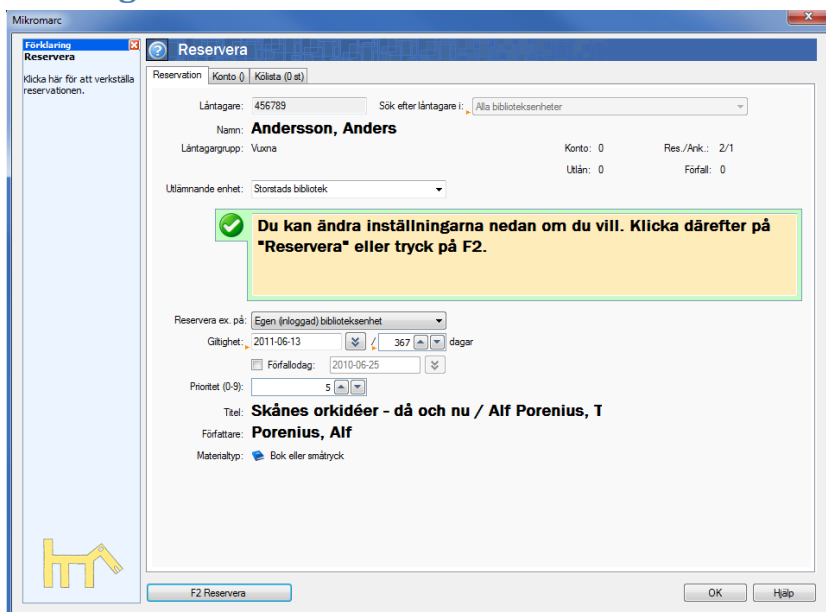 Mikromarc
Förklaring
Reservera
Klicka här för att verkställa
reservationen.
Reservera
Reservation Konto () Kölista (0 st)
Låntagare: 456789 Sök efter låntagare i: Alla biblioteksenheter
Namn: Andersson, Anders
Låntagargrupp: Vuxna Konto: 0 Res./Ank.: 2/1
Utlån: 0 Förfall: 0
Utlämnande enhet: Storstads bibliotek
Du kan ändra inställningarna nedan om du vill. Klicka därefter på
"Reservera" eller tryck på F2.
Reservera ex. på: Egen (inloggad) biblioteksenhet
Giltighet: 2011-06-13 / 367 dagar
Förfallodag: 2010-06-25
Prioritet (0-9): 5
Titel: Skånes orkidéer - då och nu / Alf Porenius, T
Författare: Porenius, Alf
Materialtyp: Bok eller småtryck
F2 Reservera OK Hjälp